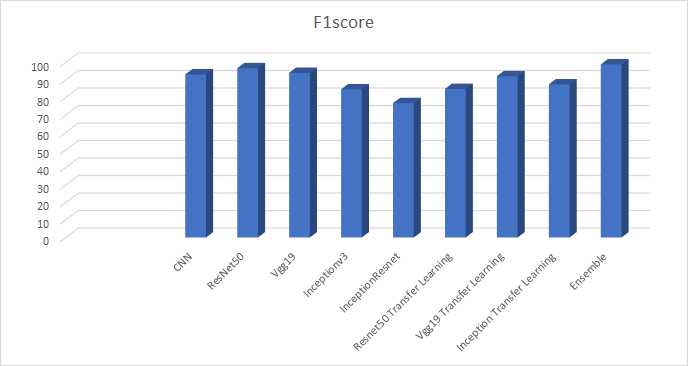 F1score
100
90
80
70
60
50
40
30
20
10
0
CNN
ResNet50
Vgg19
Inceptionv3
InceptionResnet
Resnet50 Transfer Learning
Vgg19 Transfer Learning
Inception Transfer Learning
Ensemble